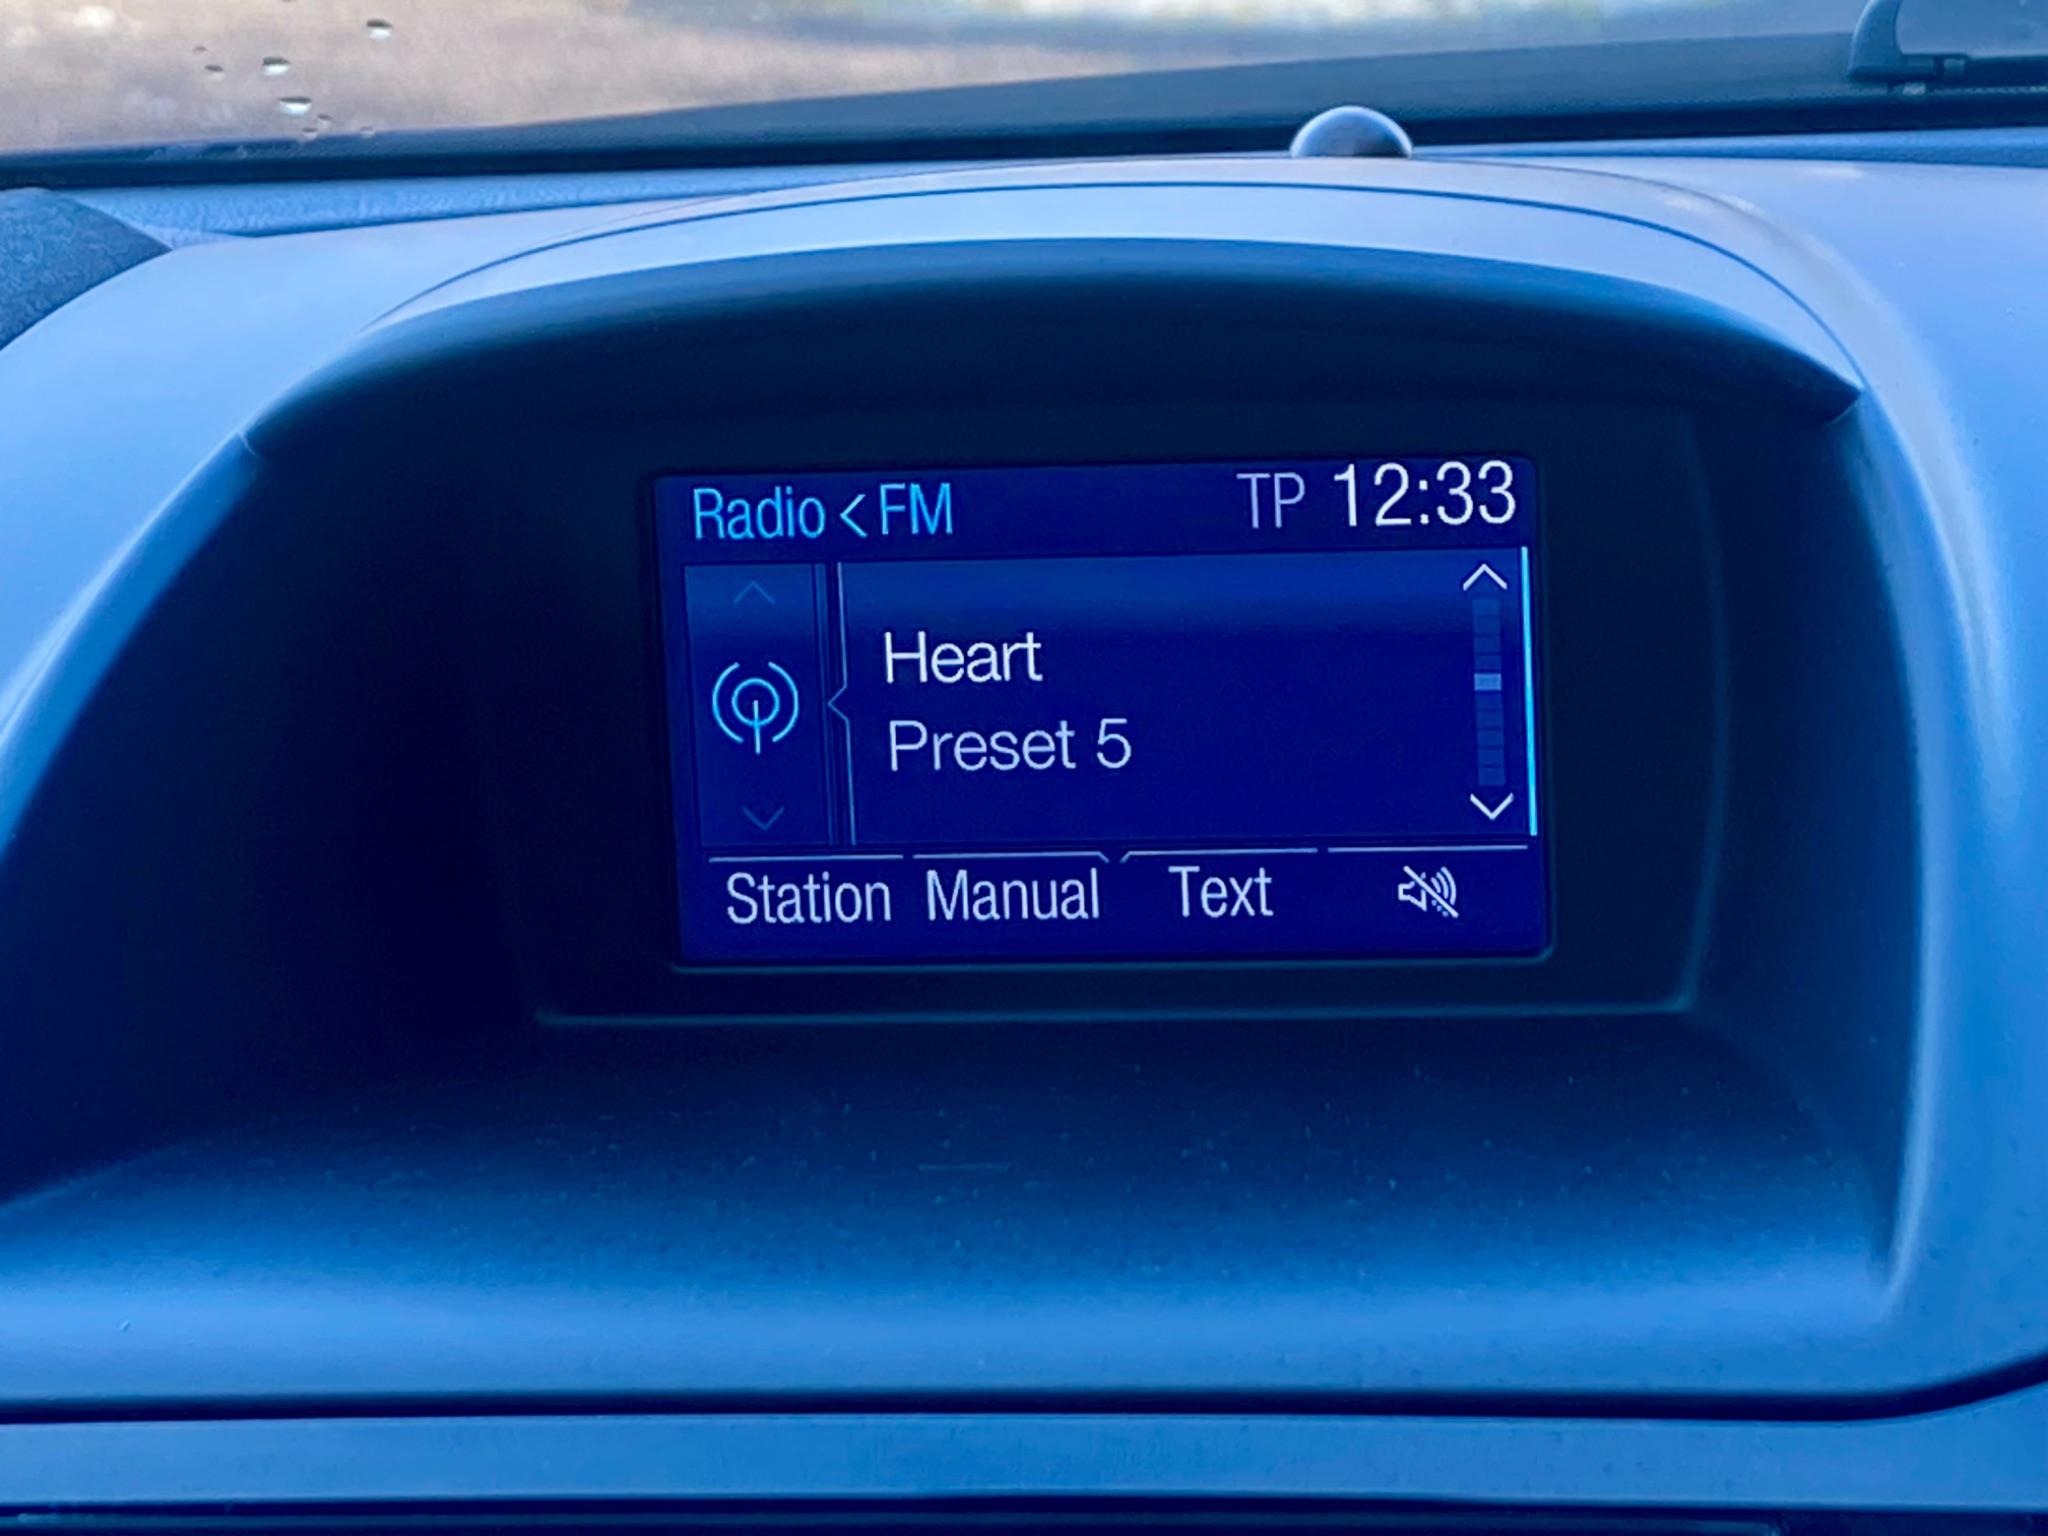 Radio < FM TP 12:33
Heart
Preset 5
Station Manual Text